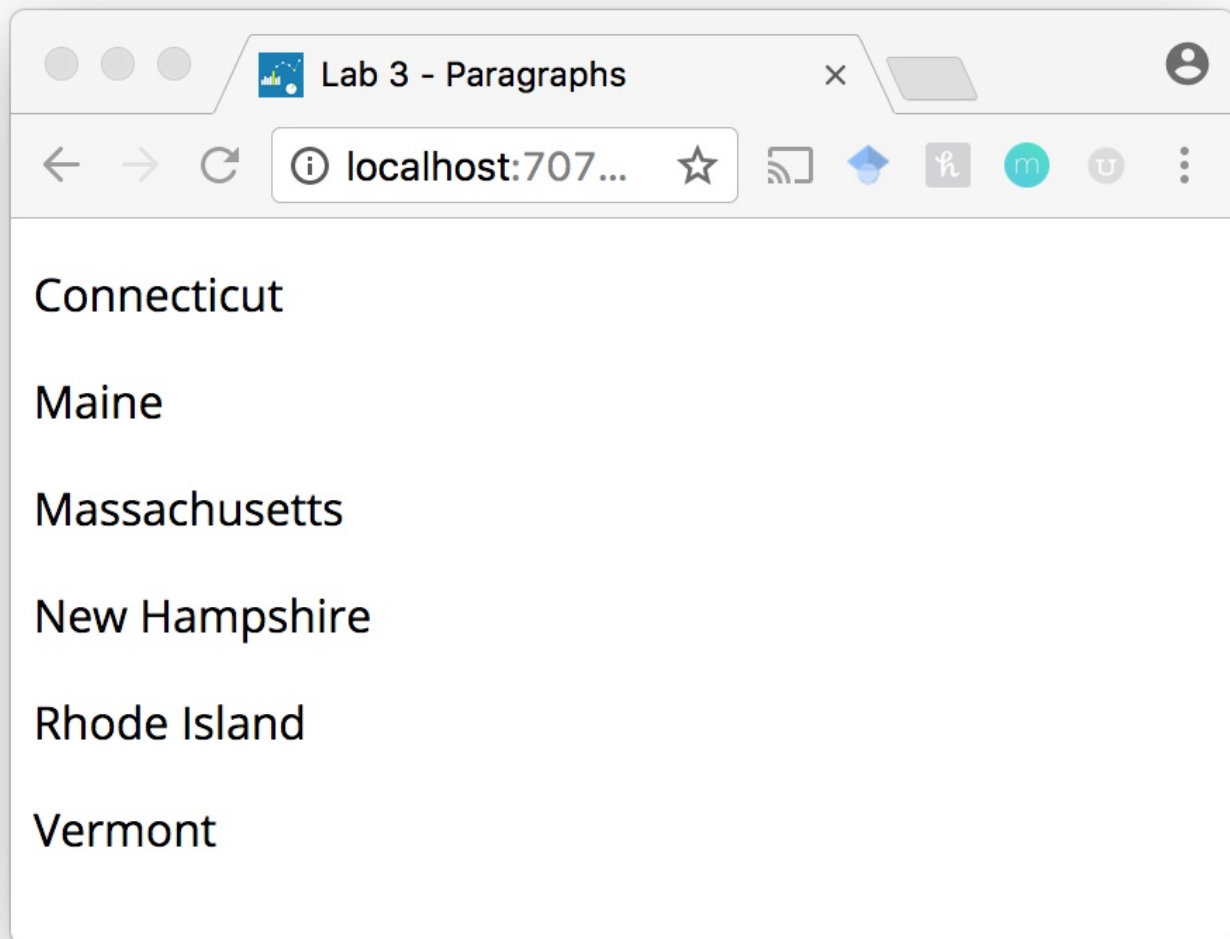 Lab 3 - Paragraphs
localhost:707...
Connecticut
Maine
Massachusetts
New Hampshire
Rhode Island
Vermont